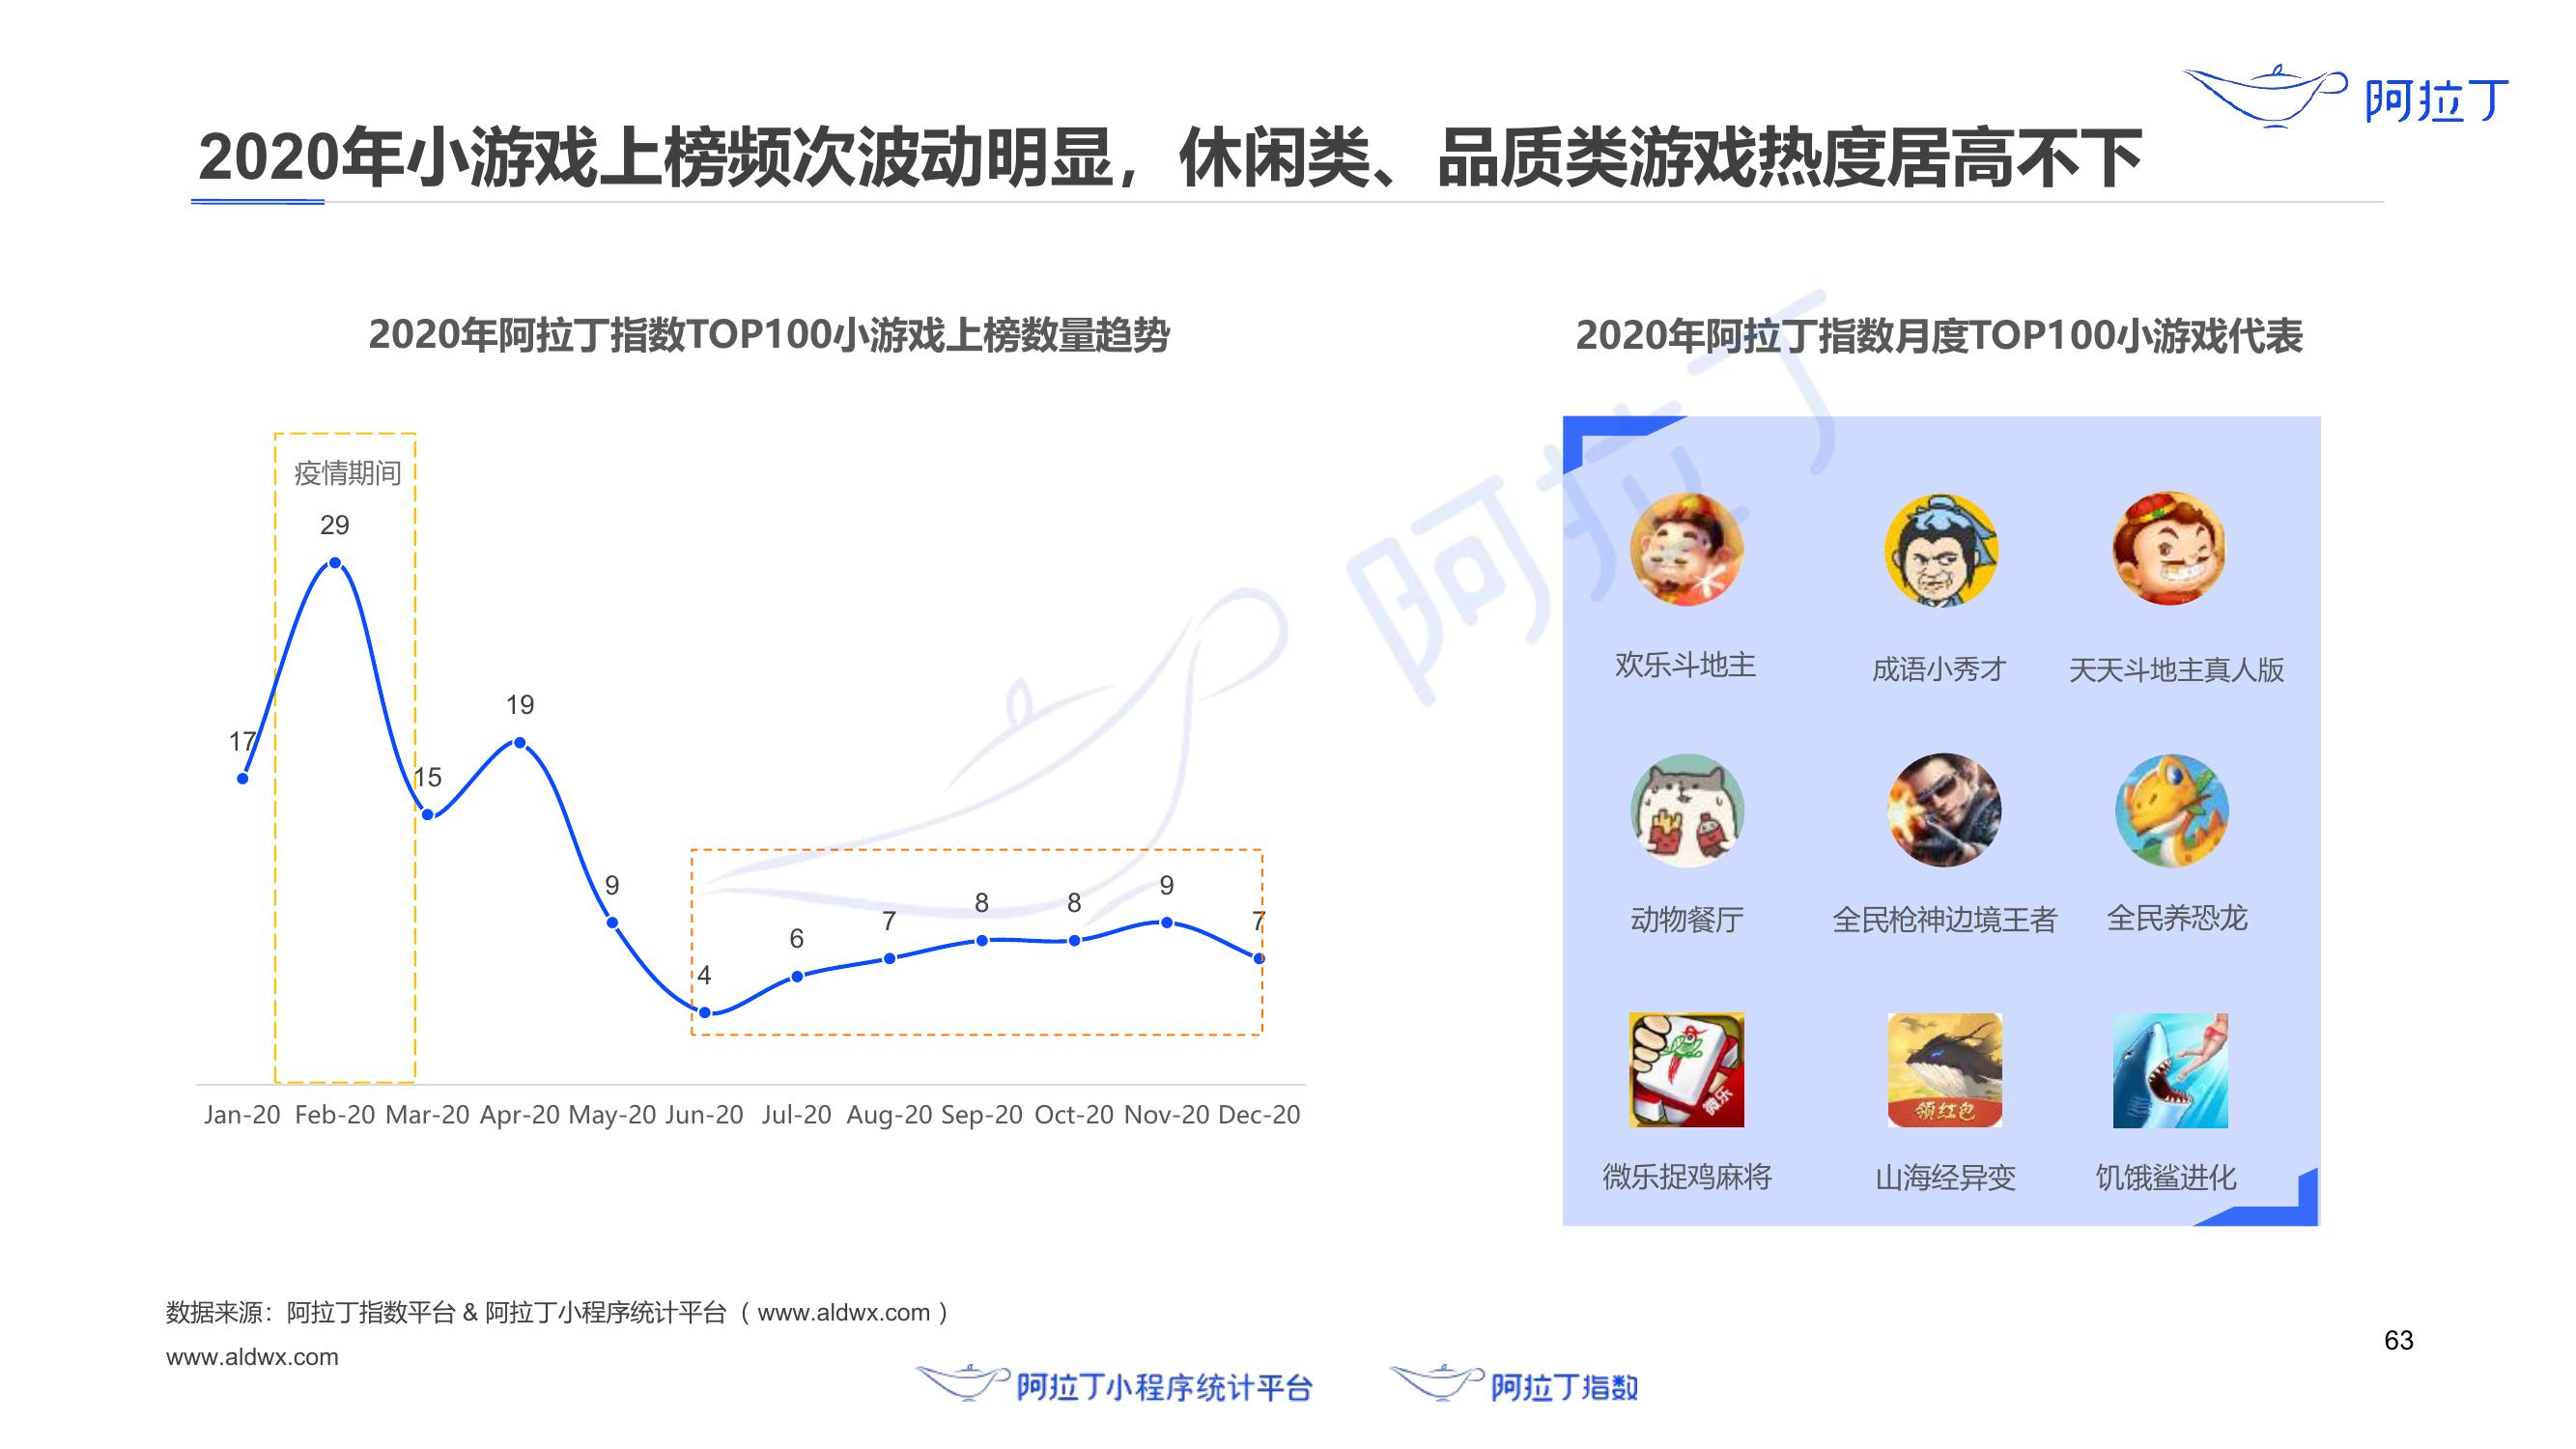 阿拉丁
2020年小游戏上榜频次波动明显，休闲类、品质类游戏热度居高不下
2020年阿拉丁指数TOP100小游戏上榜数量趋势
疫情期间
29
17
15
19
9
4
6
7
8
8
9
7
Jan-20 Feb-20 Mar-20 Apr-20 May-20 Jun-20 Jul-20 Aug-20 Sep-20 Oct-20 Nov-20 Dec-20
2020年阿拉丁指数月度TOP100小游戏代表
阿拉丁
欢乐斗地主 成语小秀才 天天斗地主真人版
动物餐厅 全民枪神边境王者 全民养恐龙
微乐
领红包
微乐捉鸡麻将 山海经异变 饥饿鲨进化
数据来源：阿拉丁指数平台 & 阿拉丁小程序统计平台（ www.aldwx.com ）
www.aldwx.com
阿拉丁小程序统计平台 阿拉丁指数
63